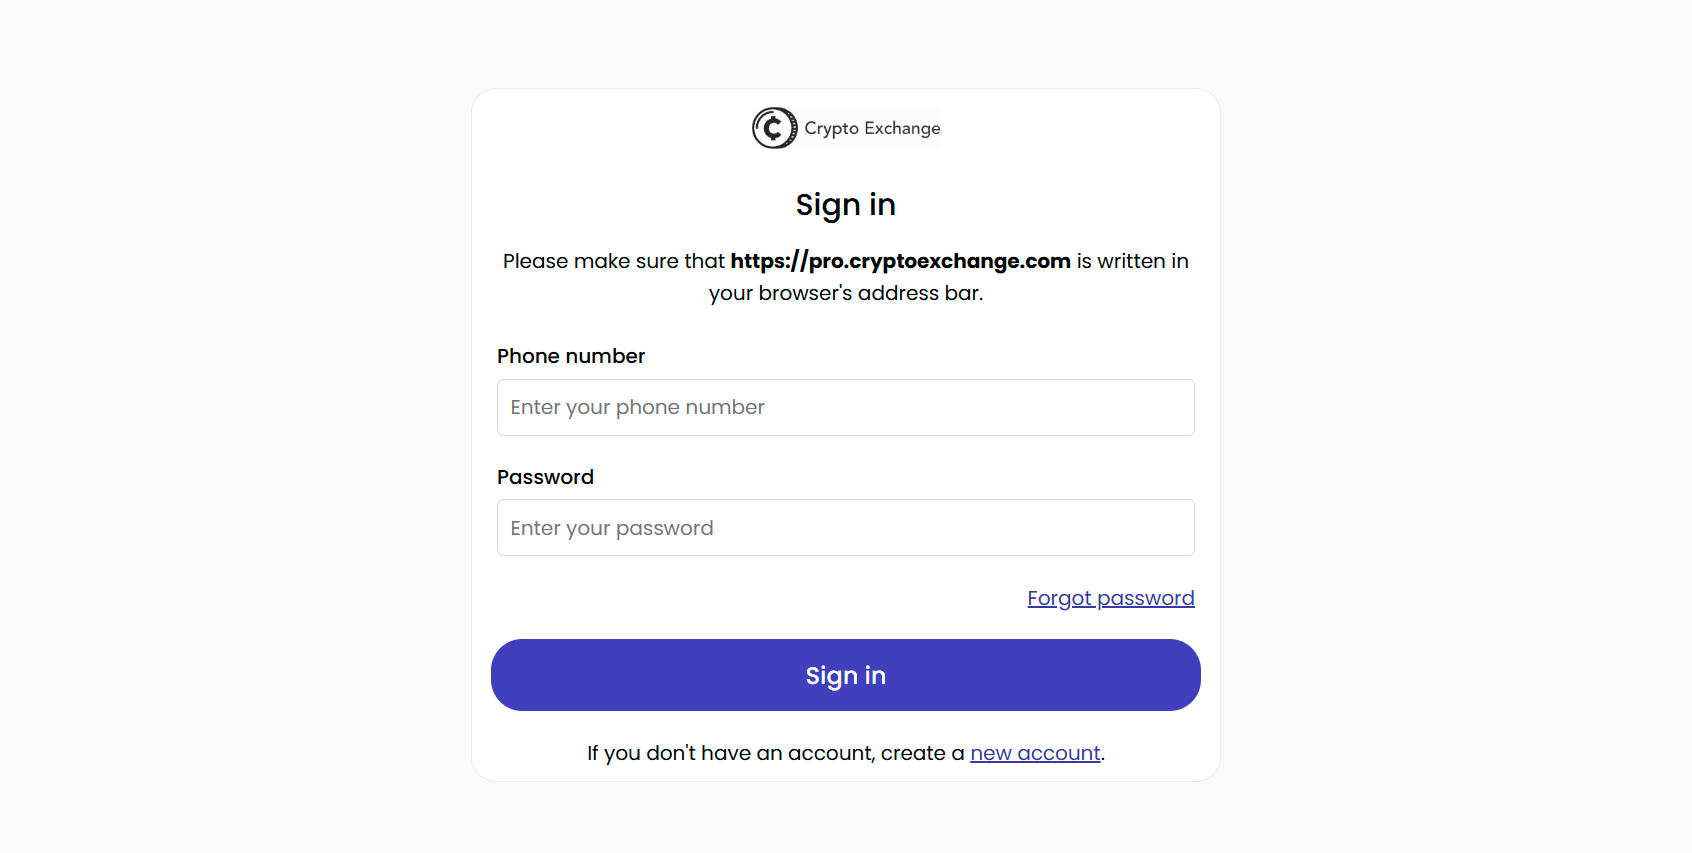 Crypto Exchange
Sign in
Please make sure that https://pro.cryptoexchange.com is written in
your browser's address bar.
Phone number
Enter your phone number
Password
Enter your password
Forgot password
Sign in
If you don't have an account, create a new account.